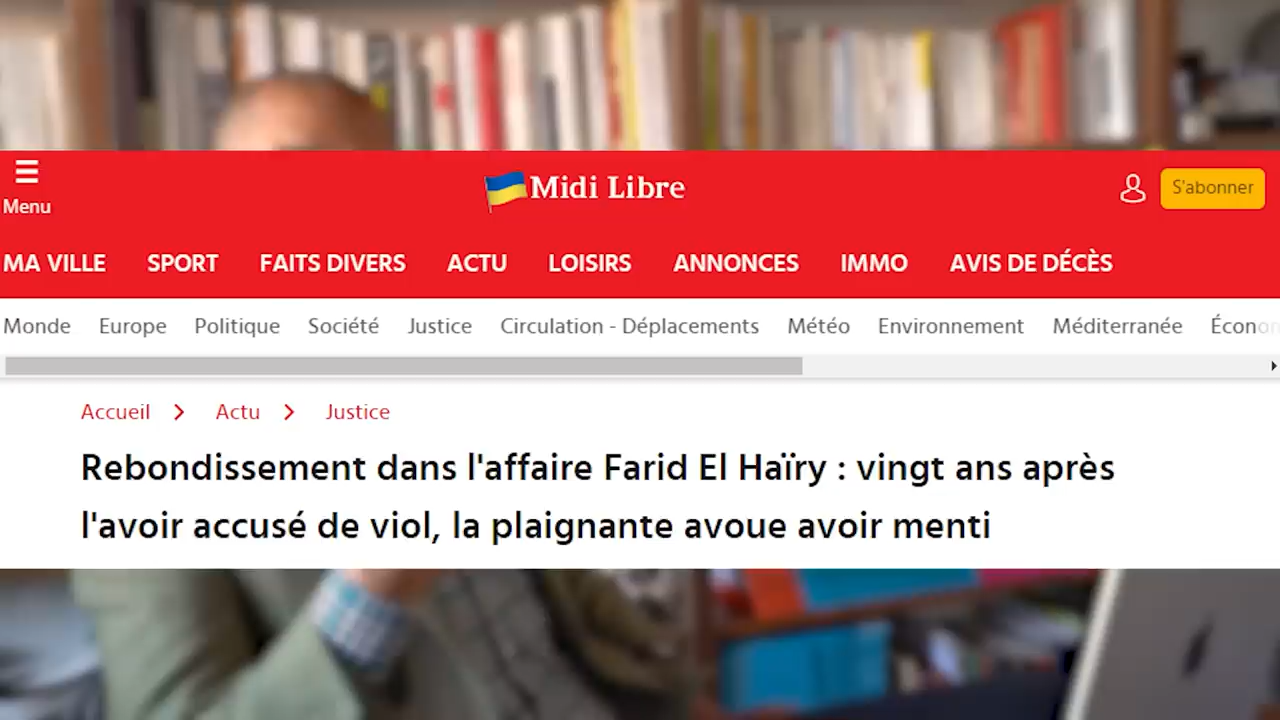 Menu
Midi Libre
S'abonner
MA VILLE SPORT FAITS DIVERS ACTU LOISIRS ANNONCES IMMO AVIS DE DÉCÈS
Monde Europe Politique Société Justice Circulation - Déplacements Météo Environnement Méditerranée Écono
Accueil Actu Justice
Rebondissement dans l'affaire Farid El Haïry : vingt ans après
l'avoir accusé de viol, la plaignante avoue avoir menti